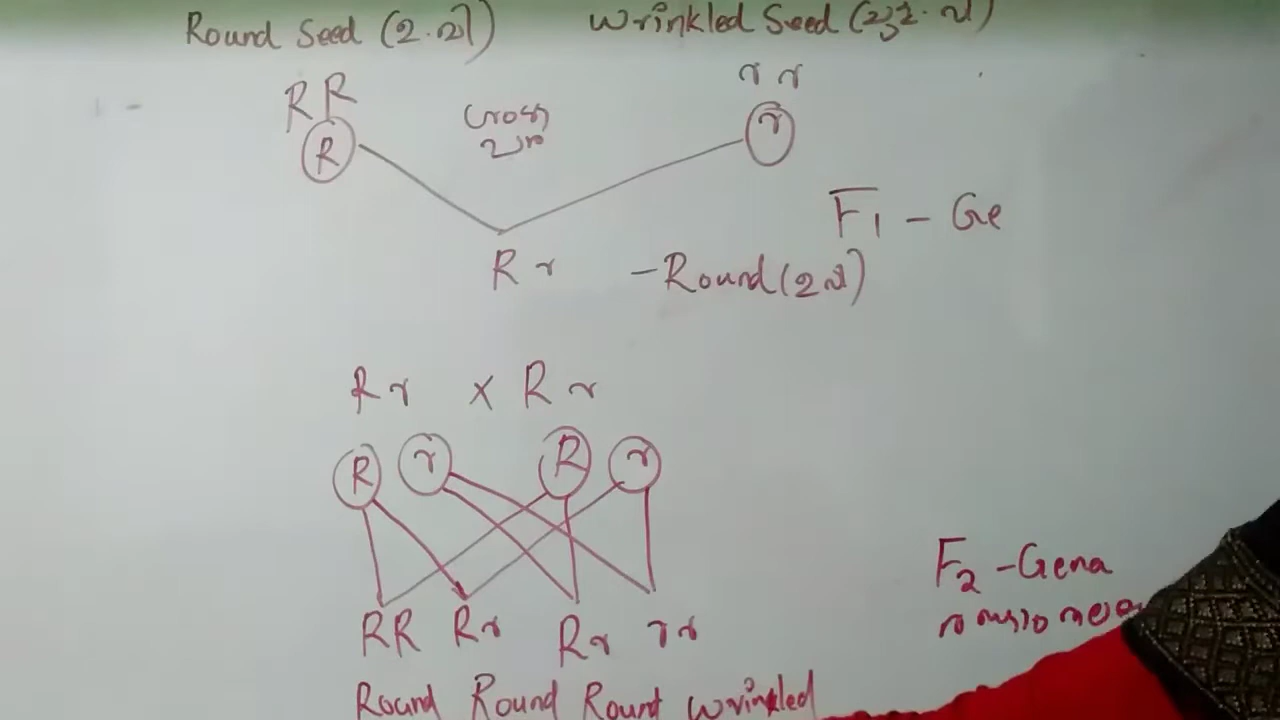 Round Seed
Wrinkled Seed
RR
rr
R
Cross
r
F1 - Ge
Rr
- Round
Rr x Rr
R r R r
F2 - Gena
RR Rr Rr rr
Round Round Round wrinkled